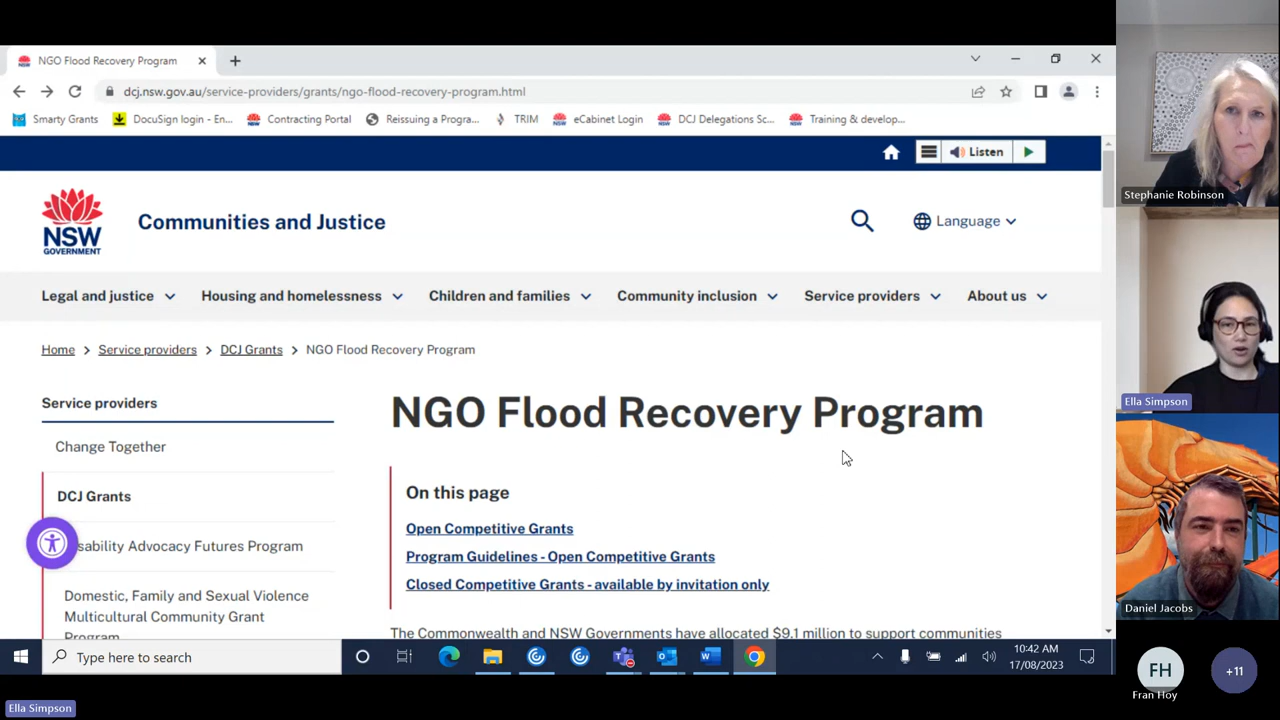 NGO Flood Recovery Program
dcj.nsw.gov.au/service-providers/grants/ngo-flood-recovery-program.html
Smarty Grants
DocuSign login - En...
Contracting Portal
Reissuing a Progra...
TRIM
eCabinet Login
DCJ Delegations Sc...
Training & develop...
Listen
NSW
GOVERNMENT
Communities and Justice
Language
Legal and justice
Housing and homelessness
Children and families
Community inclusion
Service providers
About us
Home
Service providers
DCJ Grants
NGO Flood Recovery Program
Service providers
Change Together
DCJ Grants
sability Advocacy Futures Program
Domestic, Family and Sexual Violence
Multicultural Community Grant
Program
NGO Flood Recovery Program
On this page
Open Competitive Grants
Program Guidelines - Open Competitive Grants
Closed Competitive Grants - available by invitation only
The Commonwealth and NSW Governments have allocated $9.1 million to support communities
Type here to search
10:42 AM
17/08/2023
Stephanie Robinson
Ella Simpson
Daniel Jacobs
FH
Fran Hoy
+11
Ella Simpson